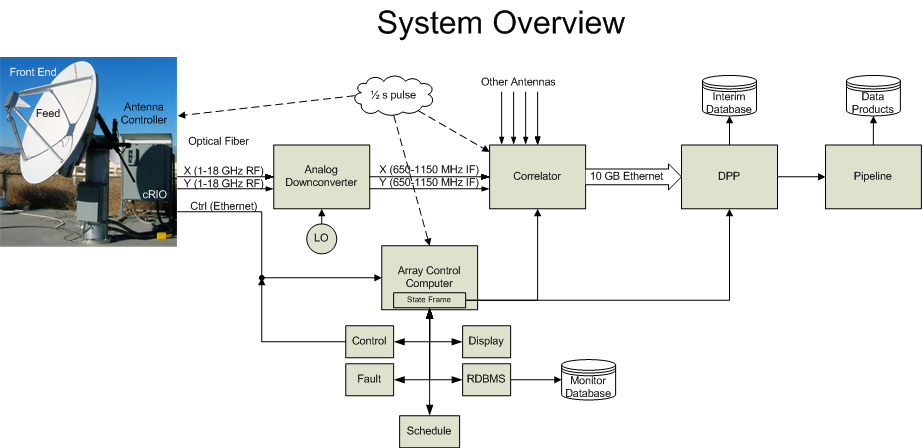 System Overview
Front End
Feed
Antenna
Controller
cRIO
Optical Fiber
X (1-18 GHz RF)
Y (1-18 GHz RF)
Ctrl (Ethernet)
Analog
Downconverter
LO
½ s pulse
X (650-1150 MHz IF)
Y (650-1150 MHz IF)
Other Antennas
Correlator
10 GB Ethernet
Interim
Database
DPP
Data
Products
Pipeline
Array Control
Computer
State Frame
Control
Display
Fault
RDBMS
Monitor
Database
Schedule